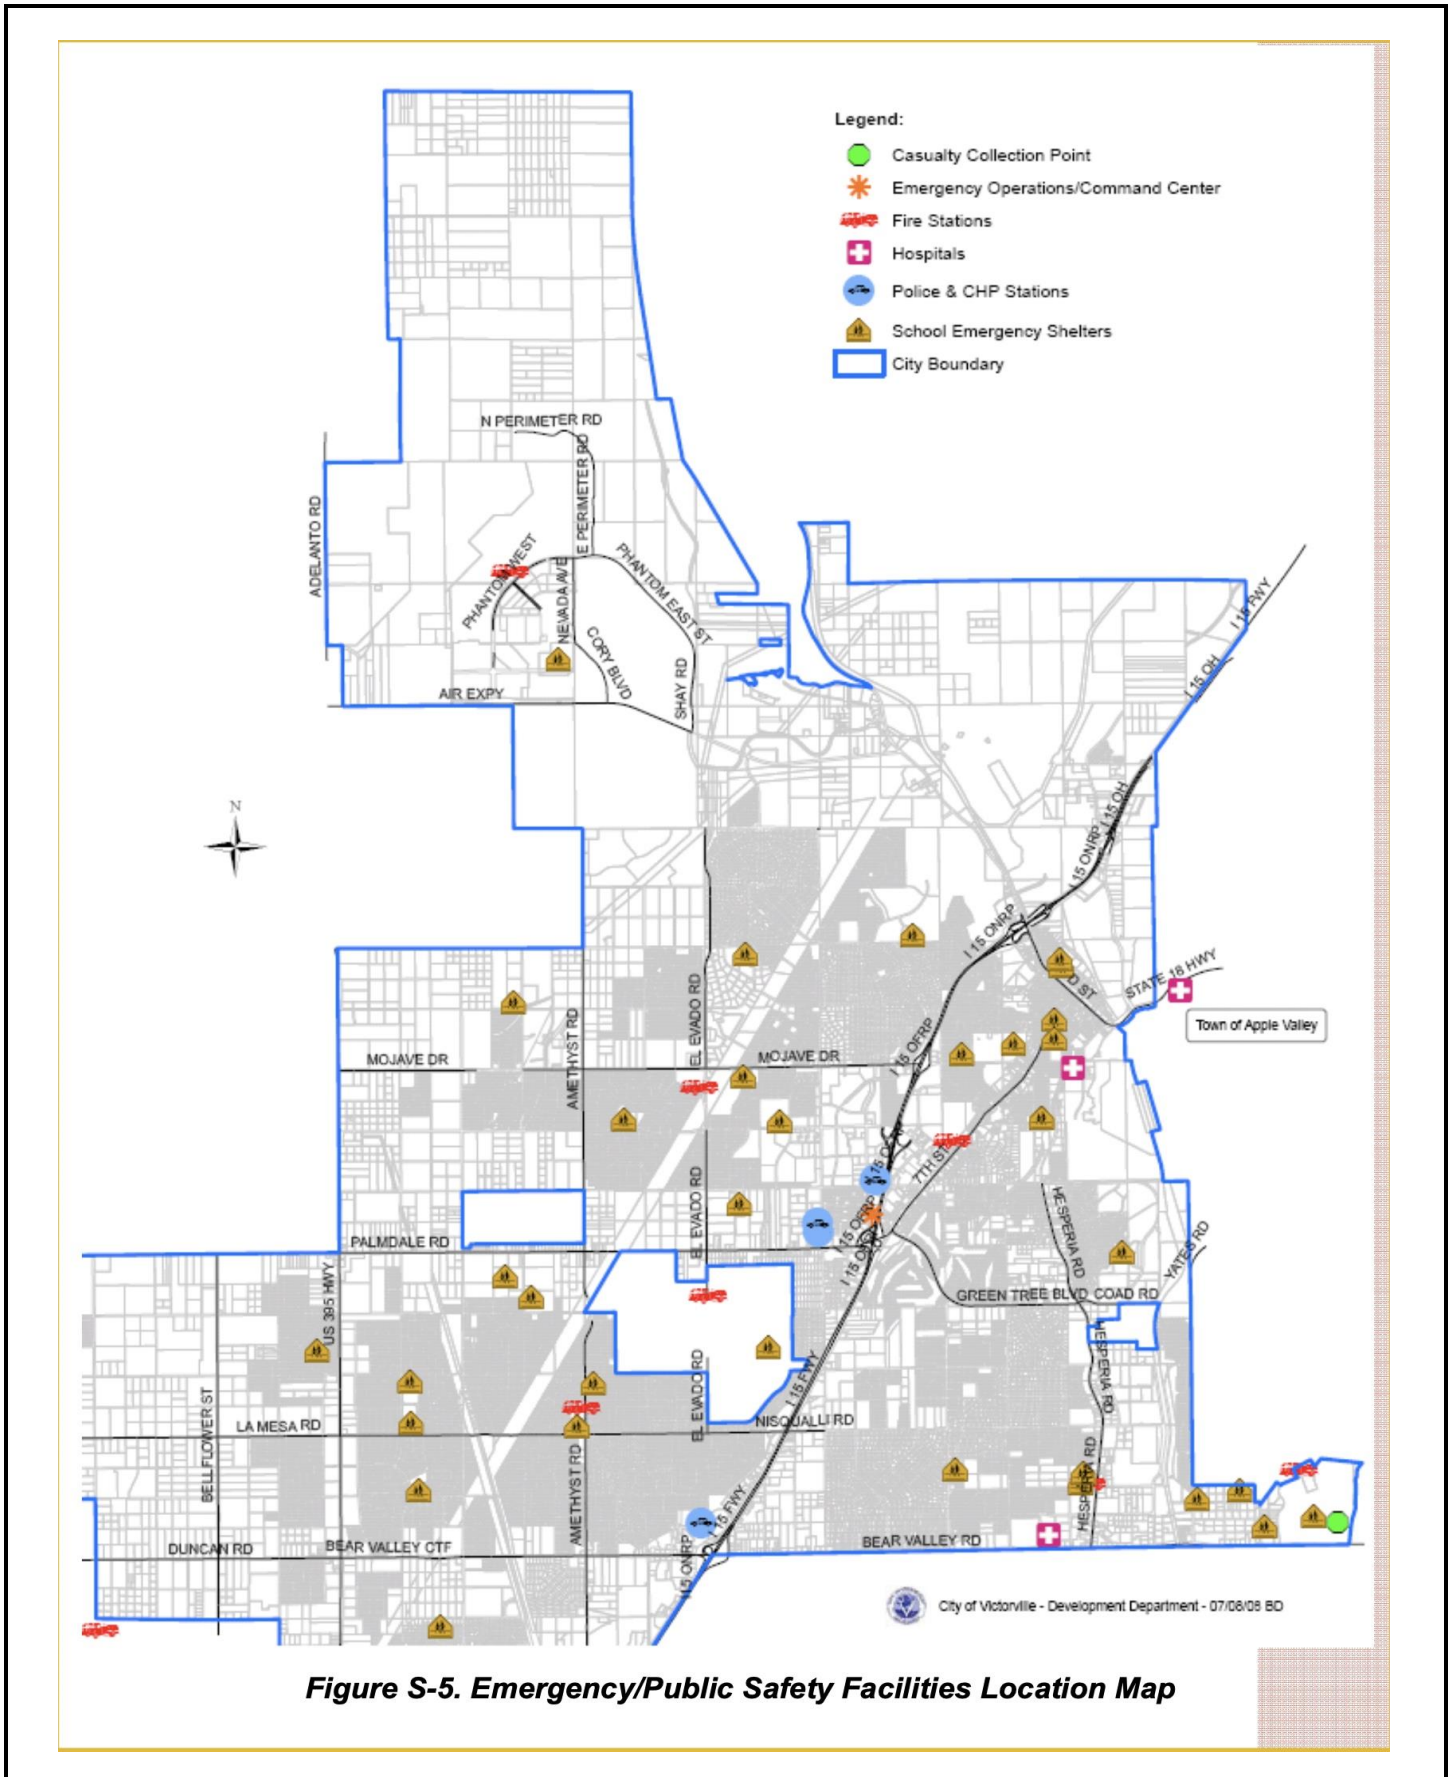 Legend:
Casualty Collection Point
Emergency Operations/Command Center
Fire Stations
Hospitals
Police & CHP Stations
School Emergency Shelters
City Boundary
N PERIMETER RD
E PERIMETER RD
ADELANTO RD
PHANTOM WEST
PHANTOM EAST ST
NEVADA AVE
CORY BLVD
SHAY RD
AIR EXPY
I 15 FWY
I 15 OH
I 15 OH
I 15 ONRP
N
I 15 ONRP
D ST
STATE 18 HWY
Town of Apple Valley
EL EVADO RD
AMETHYST RD
MOJAVE DR
MOJAVE DR
I 15 OFRP
7TH ST
EL EVADO RD
I 15 OFRP
HESPERIA RD
YATES RD
PALMDALE RD
US 395 HWY
GREEN TREE BLVD
COAD RD
HESPERIA RD
BELLFLOWER ST
LA MESA RD
EL EVADO RD
I 15 FWY
NISQUALLI RD
AMETHYST RD
HESPERIA RD
I 15 FWY
I15 ONRP
DUNCAN RD
BEAR VALLEY CTF
BEAR VALLEY RD
City of Victorville - Development Department - 07/08/08 BD
Figure S-5. Emergency/Public Safety Facilities Location Map